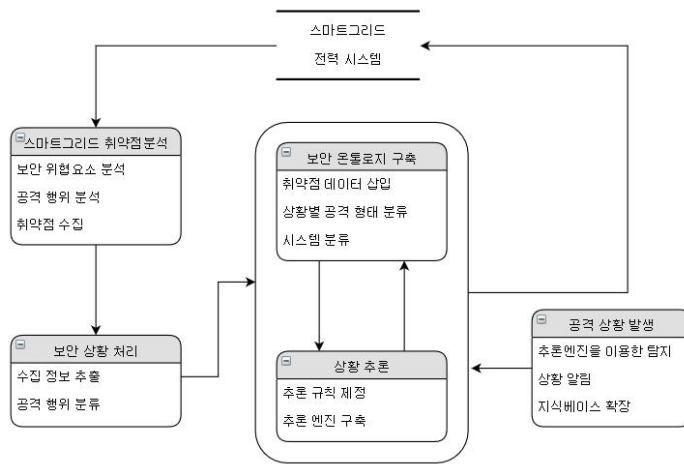 스마트그리드
전력 시스템
스마트그리드 취약점분석
보안 위협요소 분석
공격 행위 분석
취약점 수집
보안 온톨로지 구축
취약점 데이터 삽입
상황별 공격 형태 분류
시스템 분류
보안 상황 처리
수집 정보 추출
공격 행위 분류
상황 추론
추론 규칙 제정
추론 엔진 구축
공격 상황 발생
추론엔진을 이용한 탐지
상황 알림
지식베이스 확장